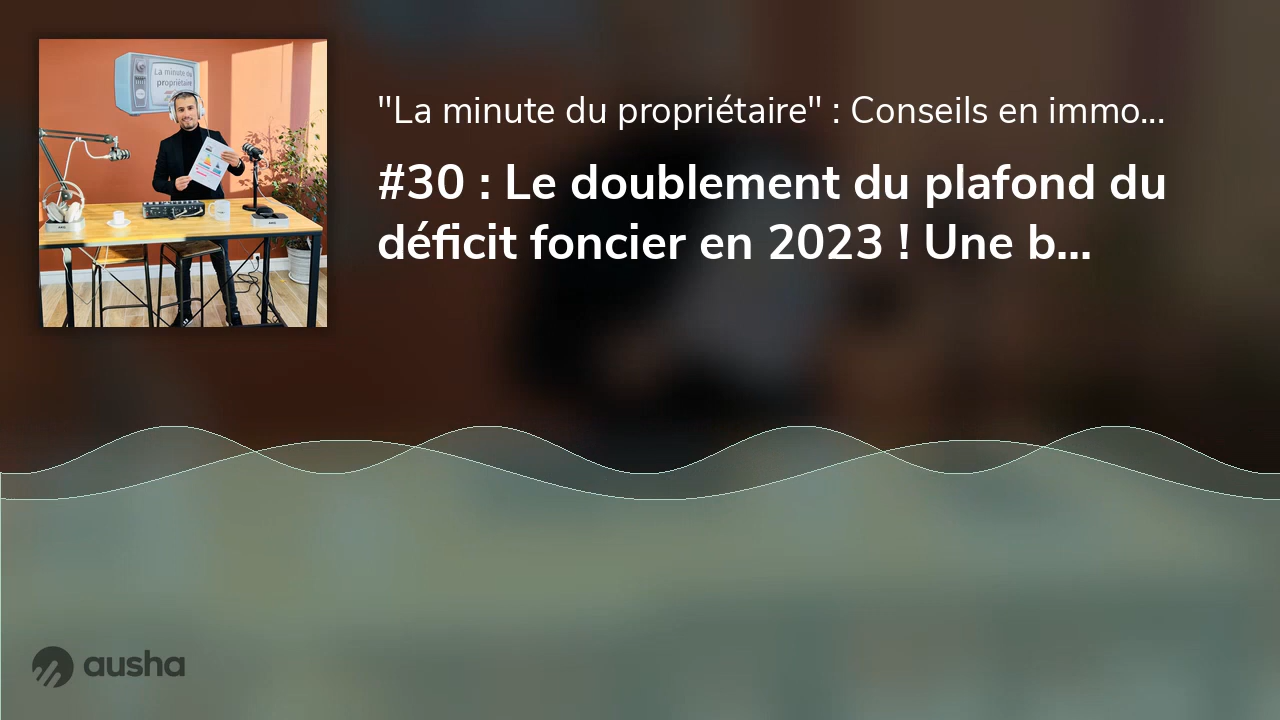 La minute du
propriétaire
"La minute du propriétaire" : Conseils en immo...
#30 : Le doublement du plafond du
déficit foncier en 2023 ! Une b...
ausha